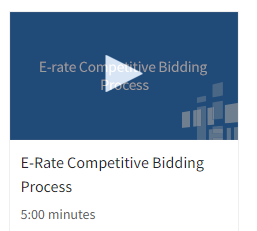 E-rate Competitive Bidding
Process
E-Rate Competitive Bidding
Process
5:00 minutes